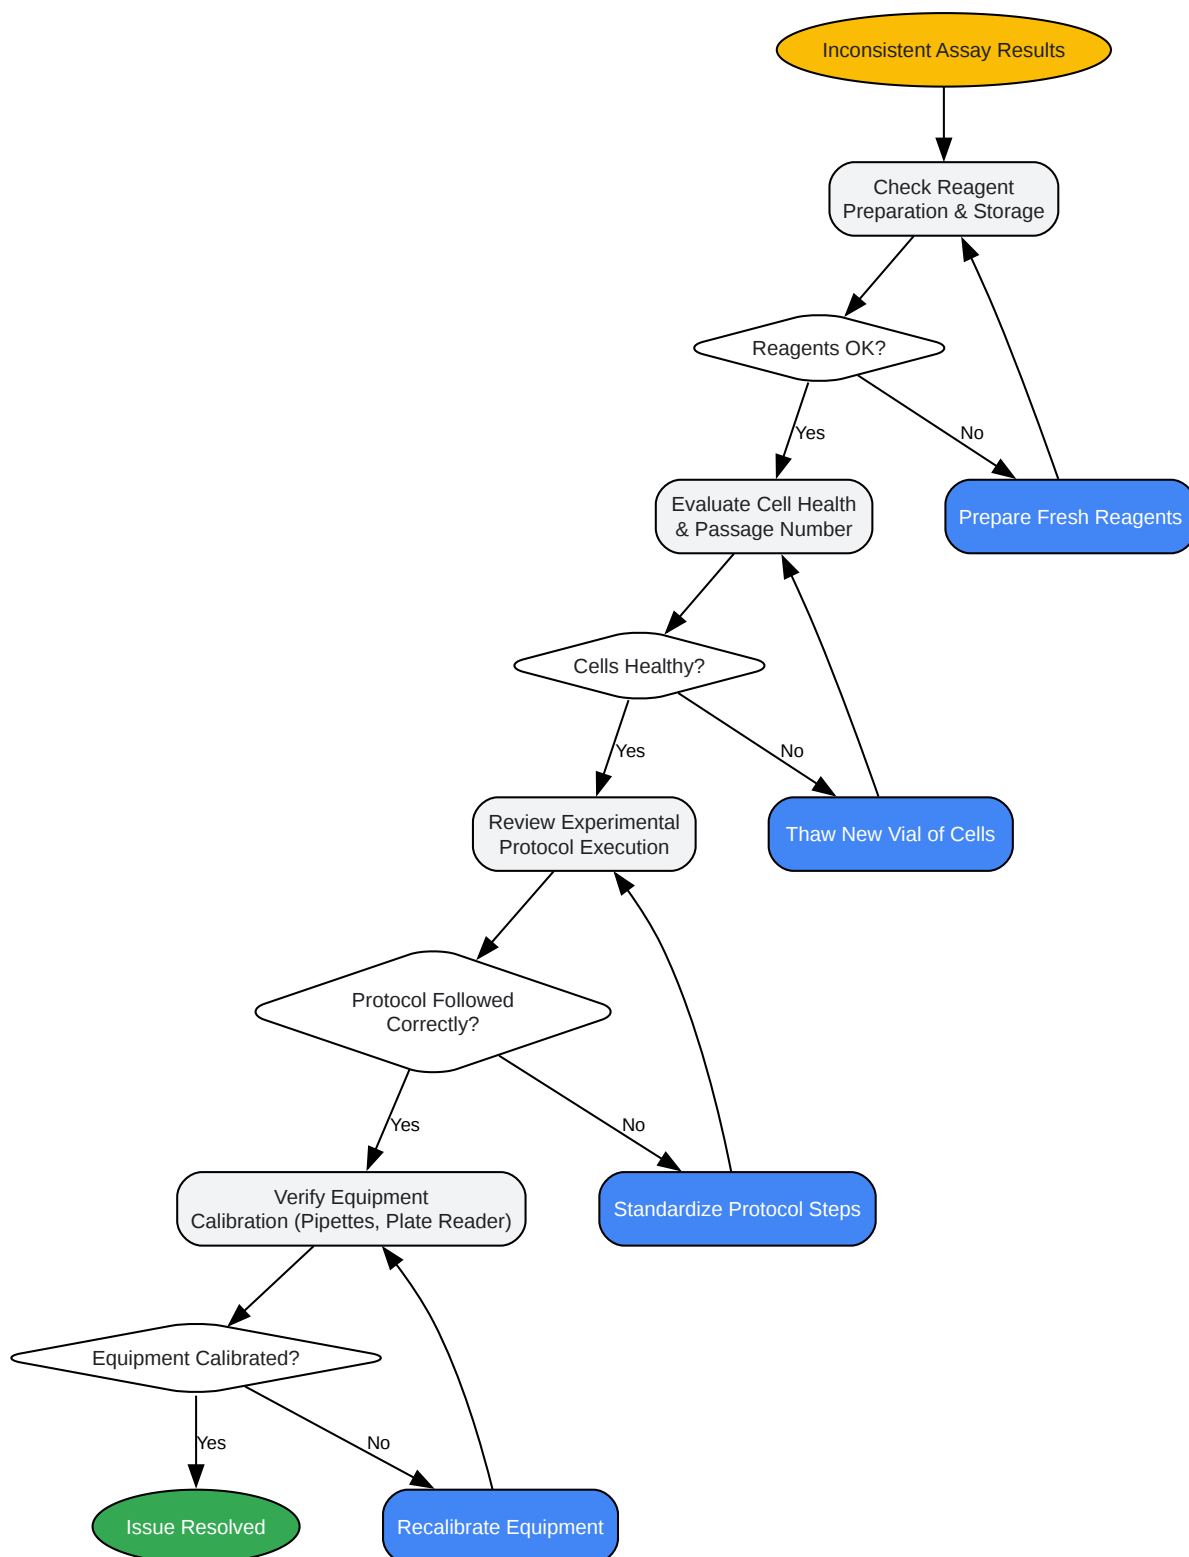 Inconsistent Assay Results
Check Reagent
Preparation & Storage
Reagents OK?
Yes
No
Evaluate Cell Health
& Passage Number
Prepare Fresh Reagents
Cells Healthy?
Yes
No
Review Experimental
Protocol Execution
Thaw New Vial of Cells
Protocol Followed
Correctly?
Yes
No
Verify Equipment
Calibration (Pipettes, Plate Reader)
Standardize Protocol Steps
Equipment Calibrated?
Yes
No
Issue Resolved
Recalibrate Equipment